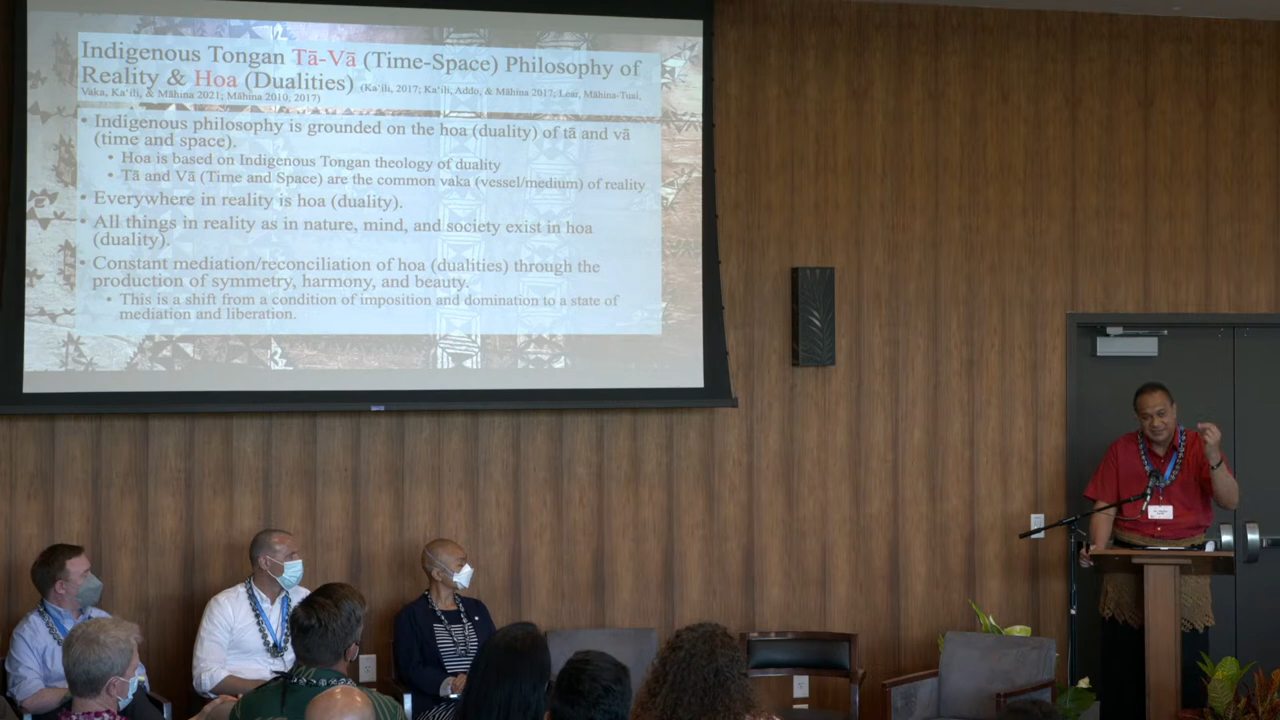 Indigenous Tongan Tā-Vā (Time-Space) Philosophy of
Reality & Hoa (Dualities) (Ka‘ili, 2017; Ka‘ili, Addo, & Māhina 2017; Lear, Māhina-Tuai,
Vaka, Ka‘ili, & Māhina 2021; Māhina 2010, 2017)
• Indigenous philosophy is grounded on the hoa (duality) of tā and vā
(time and space).
• Hoa is based on Indigenous Tongan theology of duality
• Tā and Vā (Time and Space) are the common vaka (vessel/medium) of reality
• Everywhere in reality is hoa (duality).
• All things in reality as in nature, mind, and society exist in hoa
(duality).
• Constant mediation/reconciliation of hoa (dualities) through the
production of symmetry, harmony, and beauty.
• This is a shift from a condition of imposition and domination to a state of
mediation and liberation.